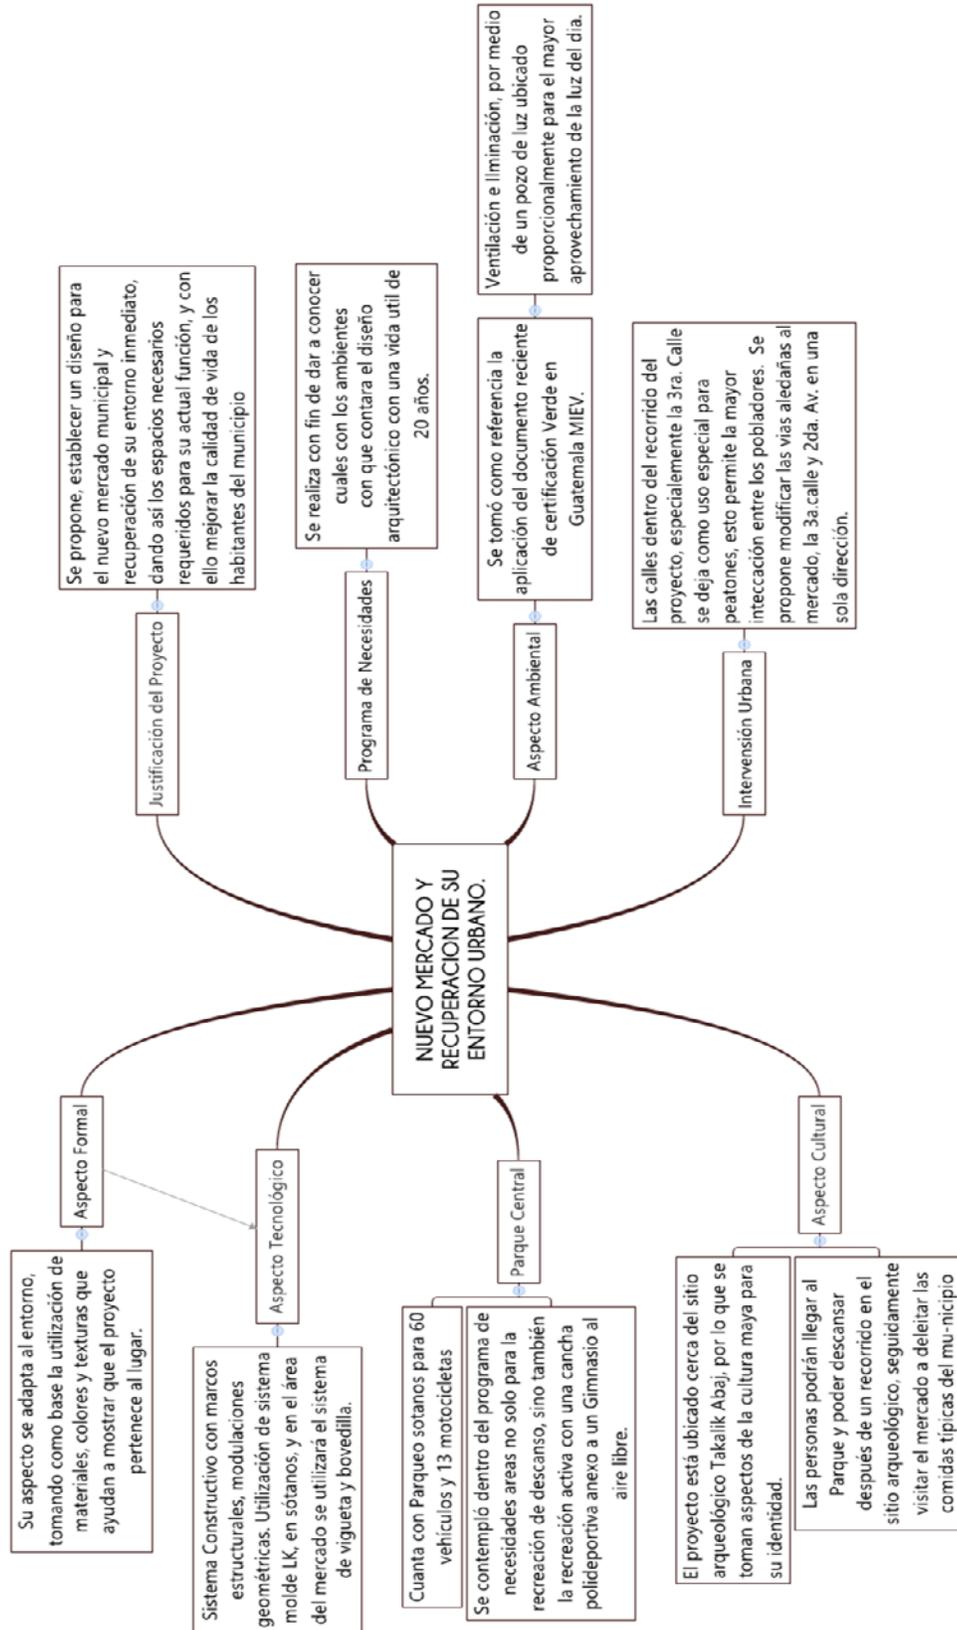 NUEVO MERCADO Y
RECUPERACION DE SU
ENTORNO URBANO.
Justificación del Proyecto
Se propone, establecer un diseño para
el nuevo mercado municipal y
recuperación de su entorno inmediato,
dando así los espacios necesarios
requeridos para su actual función, y con
ello mejorar la calidad de vida de los
habitantes del municipio
Programa de Necesidades
Se realiza con fin de dar a conocer
cuales con los ambientes
con que contara el diseño
arquitectónico con una vida util de
20 años.
Aspecto Ambiental
Se tomó como referencia la
aplicación del documento reciente
de certificación Verde en
Guatemala MIEV.
Ventilación e Ilminación, por medio
de un pozo de luz ubicado
proporcionalmente para el mayor
aprovechamiento de la luz del dia.
Intervensión Urbana
Las calles dentro del recorrido del
proyecto, especialmente la 3ra. Calle
se deja como uso especial para
peatones, esto permite la mayor
inteccación entre los pobladores. Se
propone modificar las vias aledañas al
mercado, la 3a.calle y 2da. Av. en una
sola dirección.
Aspecto Formal
Su aspecto se adapta al entorno,
tomando como base la utilización de
materiales, colores y texturas que
ayudan a mostrar que el proyecto
pertenece al lugar.
Aspecto Tecnológico
Sistema Constructivo con marcos
estructurales, modulaciones
geométricas. Utilización de sistema
molde LK, en sótanos, y en el área
del mercado se utilizará el sistema
de vigueta y bovedilla.
Parque Central
Cuanta con Parqueo sotanos para 60
vehículos y 13 motocicletas
Se contempló dentro del programa de
necesidades areas no solo para la
recreación de descanso, sino también
la recreación activa con una cancha
polideportiva anexo a un Gimnasio al
aire libre.
Aspecto Cultural
El proyecto está ubicado cerca del sitio
arqueológico Takalik Abaj, por lo que se
toman aspectos de la cultura maya para
su identidad.
Las personas podrán llegar al
Parque y poder descansar
después de un recorrido en el
sitio arqueológico, seguidamente
visitar el mercado a deleitar las
comidas típicas del mu-nicipio